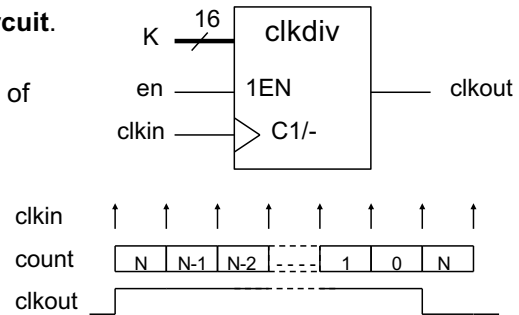 rcuit.
of
16
K
clkdiv
en 1EN clkout
clkin C1/-
clkin
count N N-1 N-2 1 0 N
clkout